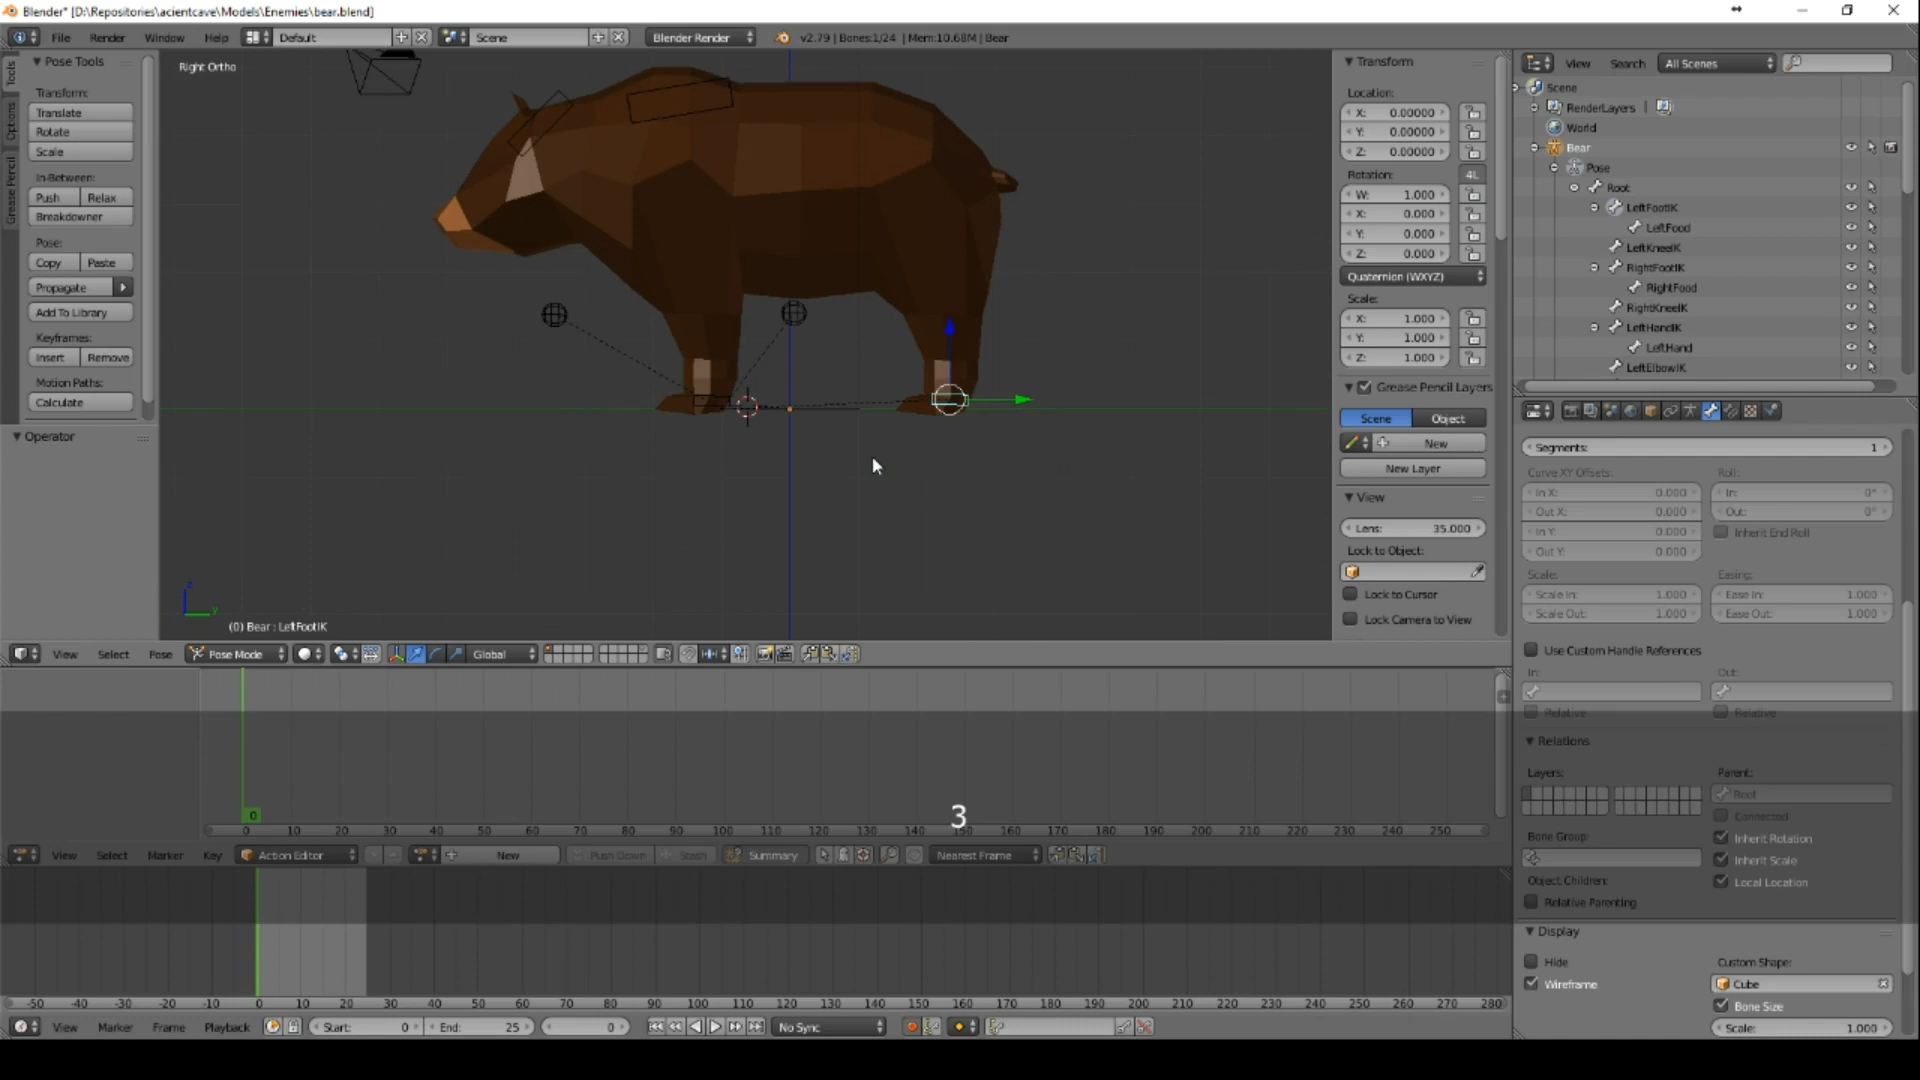 Blender* [D:\Repositories\acientcave\Models\Enemies\bear.blend]
File Render Window Help Default Scene Blender Render v2.79 | Bones:1/24 | Mem:10.68M | Bear
Tools
Options
Grease Pencil
Pose Tools
Transform:
Translate
Rotate
Scale
In-Between:
Push Relax
Breakdowner
Pose:
Copy Paste
Propagate
Add To Library
Keyframes:
Insert Remove
Motion Paths:
Calculate
Operator
Right Ortho
z
y
(0) Bear : LeftFootIK
Transform
Location:
X: 0.00000
Y: 0.00000
Z: 0.00000
Rotation: 4L
W: 1.000
X: 0.000
Y: 0.000
Z: 0.000
Quaternion (WXYZ)
Scale:
X: 1.000
Y: 1.000
Z: 1.000
Grease Pencil Layers
Scene Object
New
New Layer
View
Lens: 35.000
Lock to Object:
Lock to Cursor
Lock Camera to View
View Search All Scenes
Scene
RenderLayers
World
Bear
Pose
Root
LeftFootIK
LeftFood
LeftKneeIK
RightFootIK
RightFood
RightKneeIK
LeftHandIK
LeftHand
LeftElbowIK
Segments: 1
Curve XY Offsets: Roll:
In X: 0.000 In: 0°
Out X: 0.000 Out: 0°
In Y: 0.000 Inherit End Roll
Out Y: 0.000
Scale: Easing:
Scale In: 1.000 Ease In: 1.000
Scale Out: 1.000 Ease Out: 1.000
Use Custom Handle References
In: Out:
Relative Relative
Relations
Layers: Parent:
Root
Connected
Bone Group: Inherit Rotation
Inherit Scale
Object Children: Local Location
Relative Parenting
Display
Hide Custom Shape:
Wireframe Cube
Bone Size
Scale: 1.000
View Select Pose Pose Mode Global
0
3
0 10 20 30 40 50 60 70 80 90 100 110 120 130 140 150 160 170 180 190 200 210 220 230 240 250
View Select Marker Key Action Editor New Push Down Stash Summary Nearest Frame
-50 -40 -30 -20 -10 0 10 20 30 40 50 60 70 80 90 100 110 120 130 140 150 160 170 180 190 200 210 220 230 240 250 260 270 280
View Marker Frame Playback Start: 0 End: 25 0 No Sync